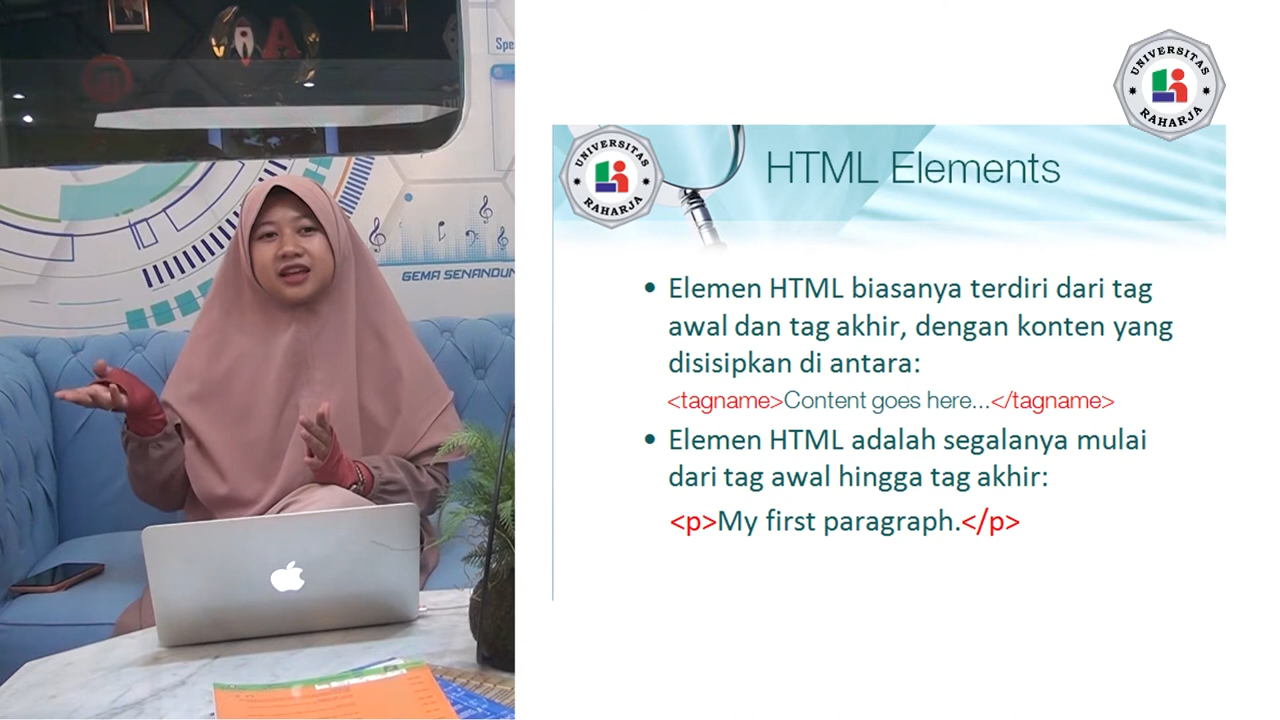 Spe
GEMA SENANDUN
UNIVERSITAS
RAHARJA
UNIVERSITAS
RAHARJA
HTML Elements
• Elemen HTML biasanya terdiri dari tag
awal dan tag akhir, dengan konten yang
disisipkan di antara:
<tagname>Content goes here...</tagname>
• Elemen HTML adalah segalanya mulai
dari tag awal hingga tag akhir:
<p>My first paragraph.</p>